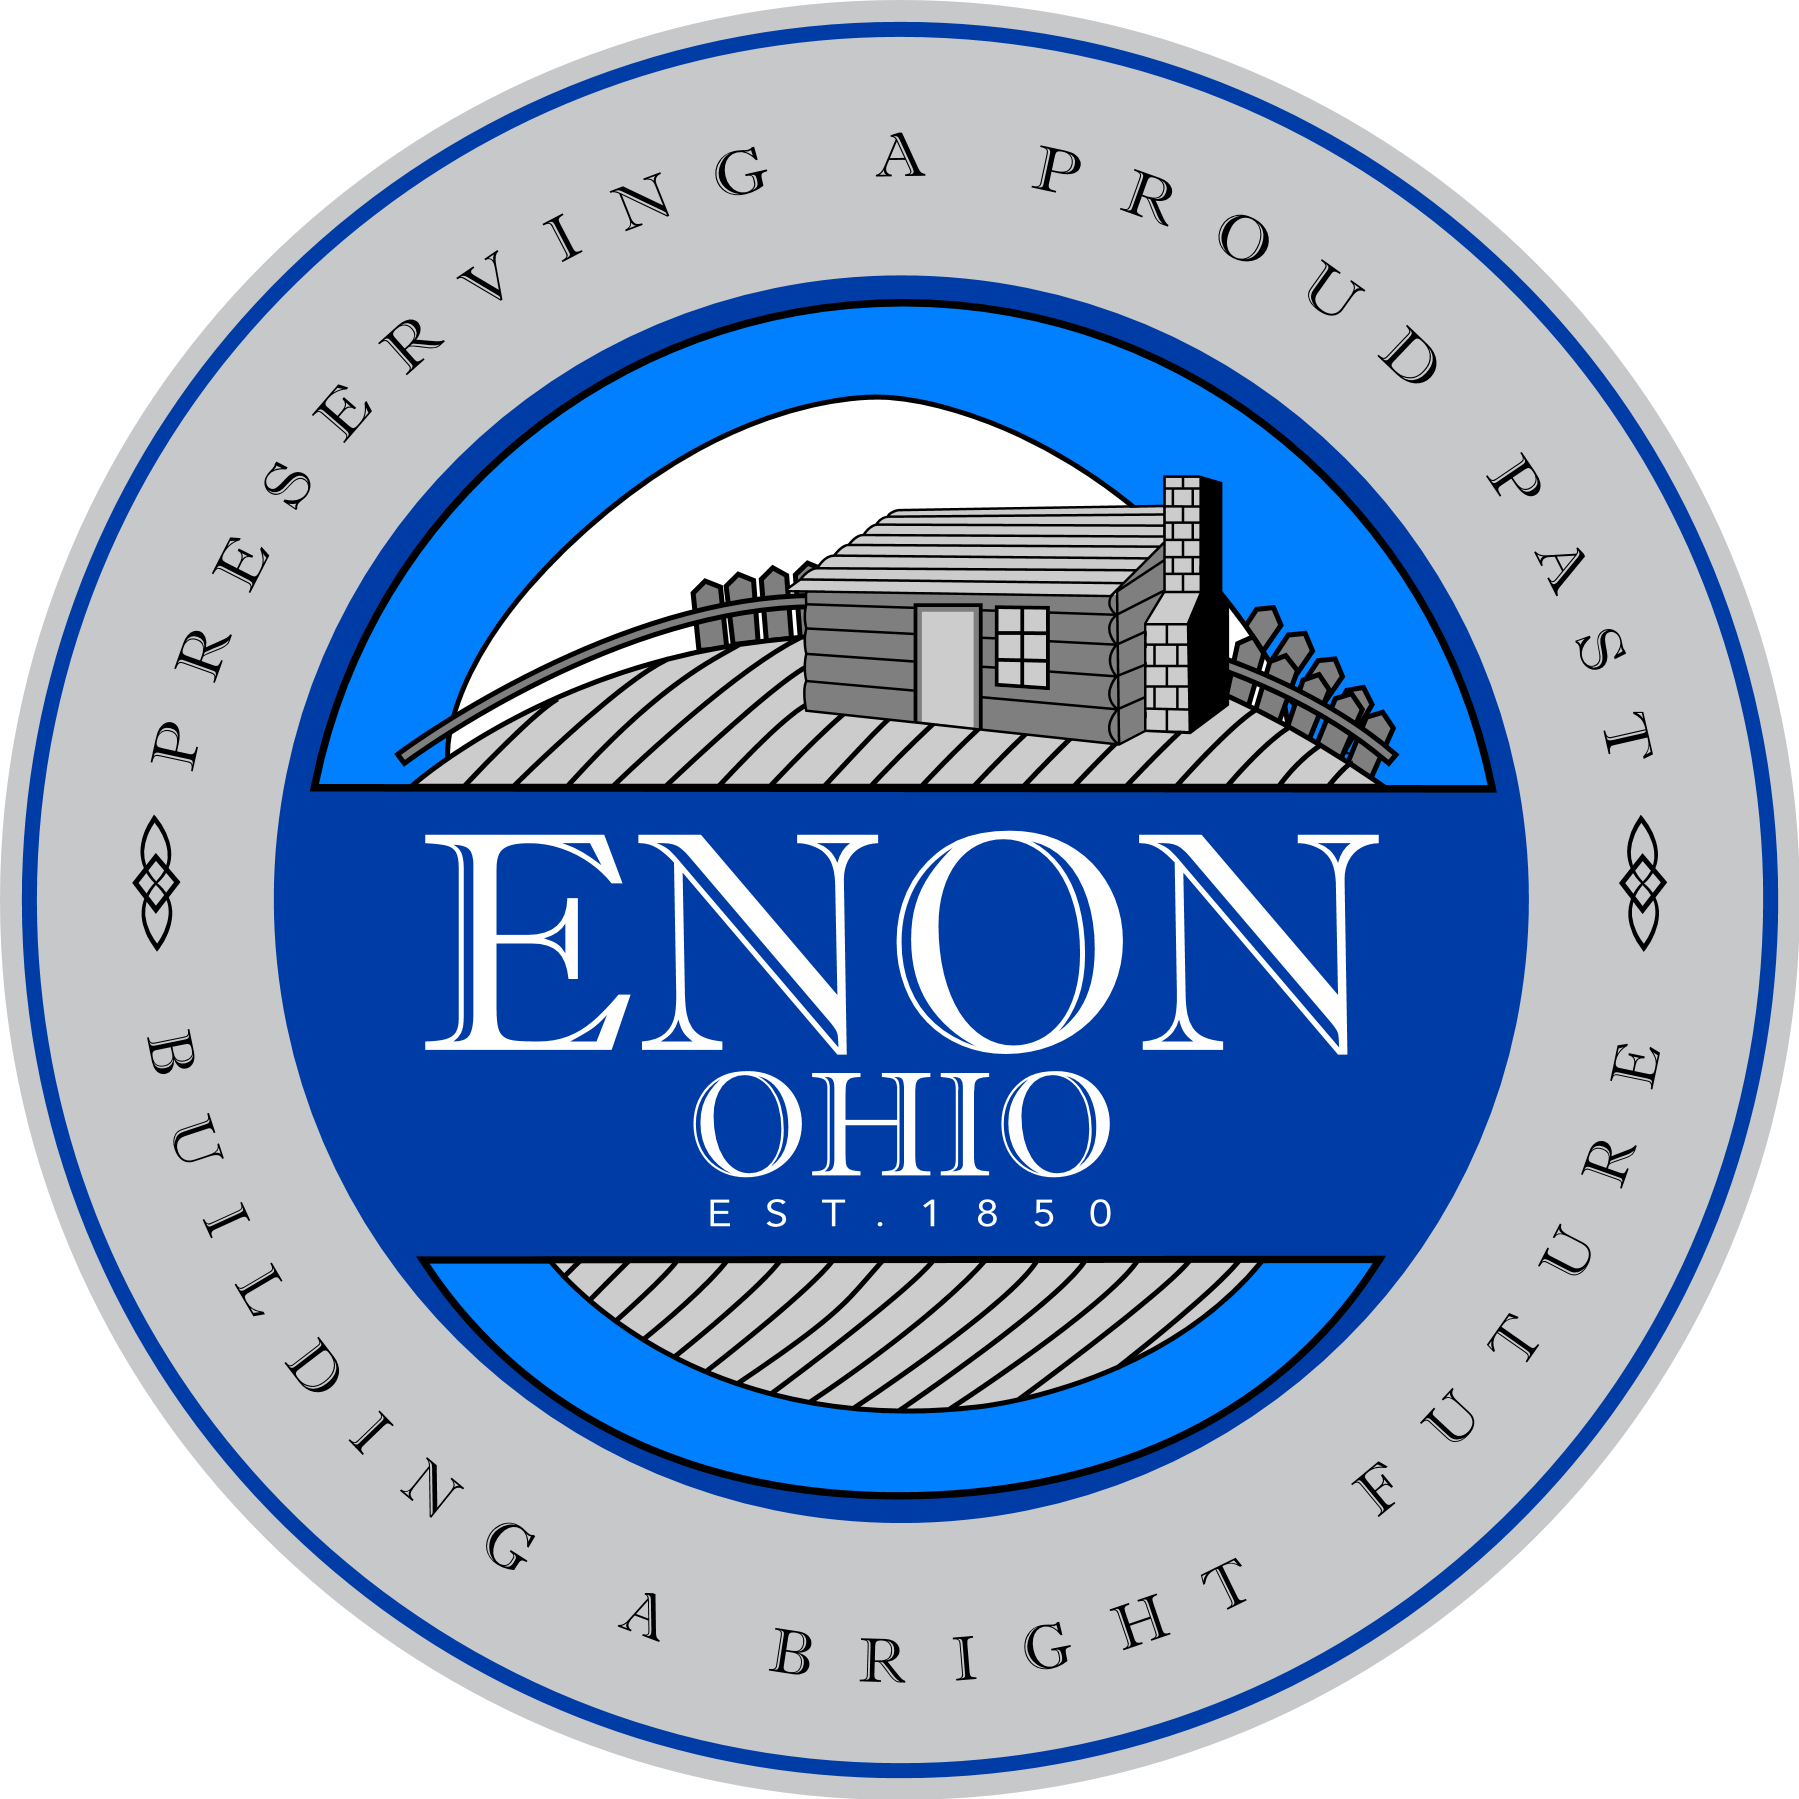 PRESERVING A PROUD PAST
ENON
OHIO
EST. 1850
BUILDING A BRIGHT FUTURE